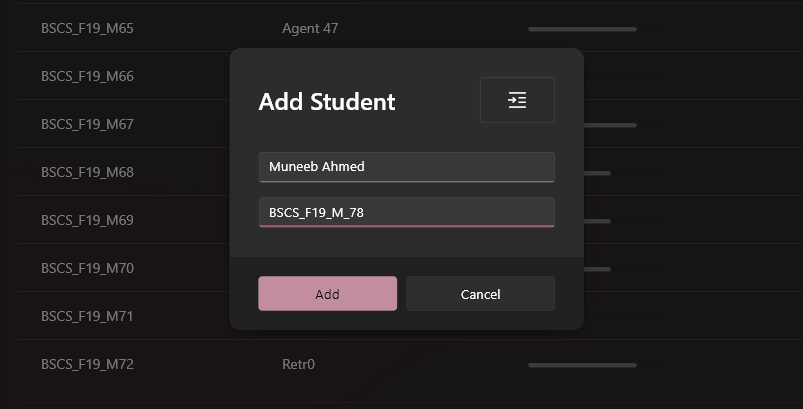 BSCS_F19_M65 Agent 47
BSCS_F19_M66
Add Student
BSCS_F19_M67
Muneeb Ahmed
BSCS_F19_M68
BSCS_F19_M_78
BSCS_F19_M69
BSCS_F19_M70
Add Cancel
BSCS_F19_M71
BSCS_F19_M72 Retr0